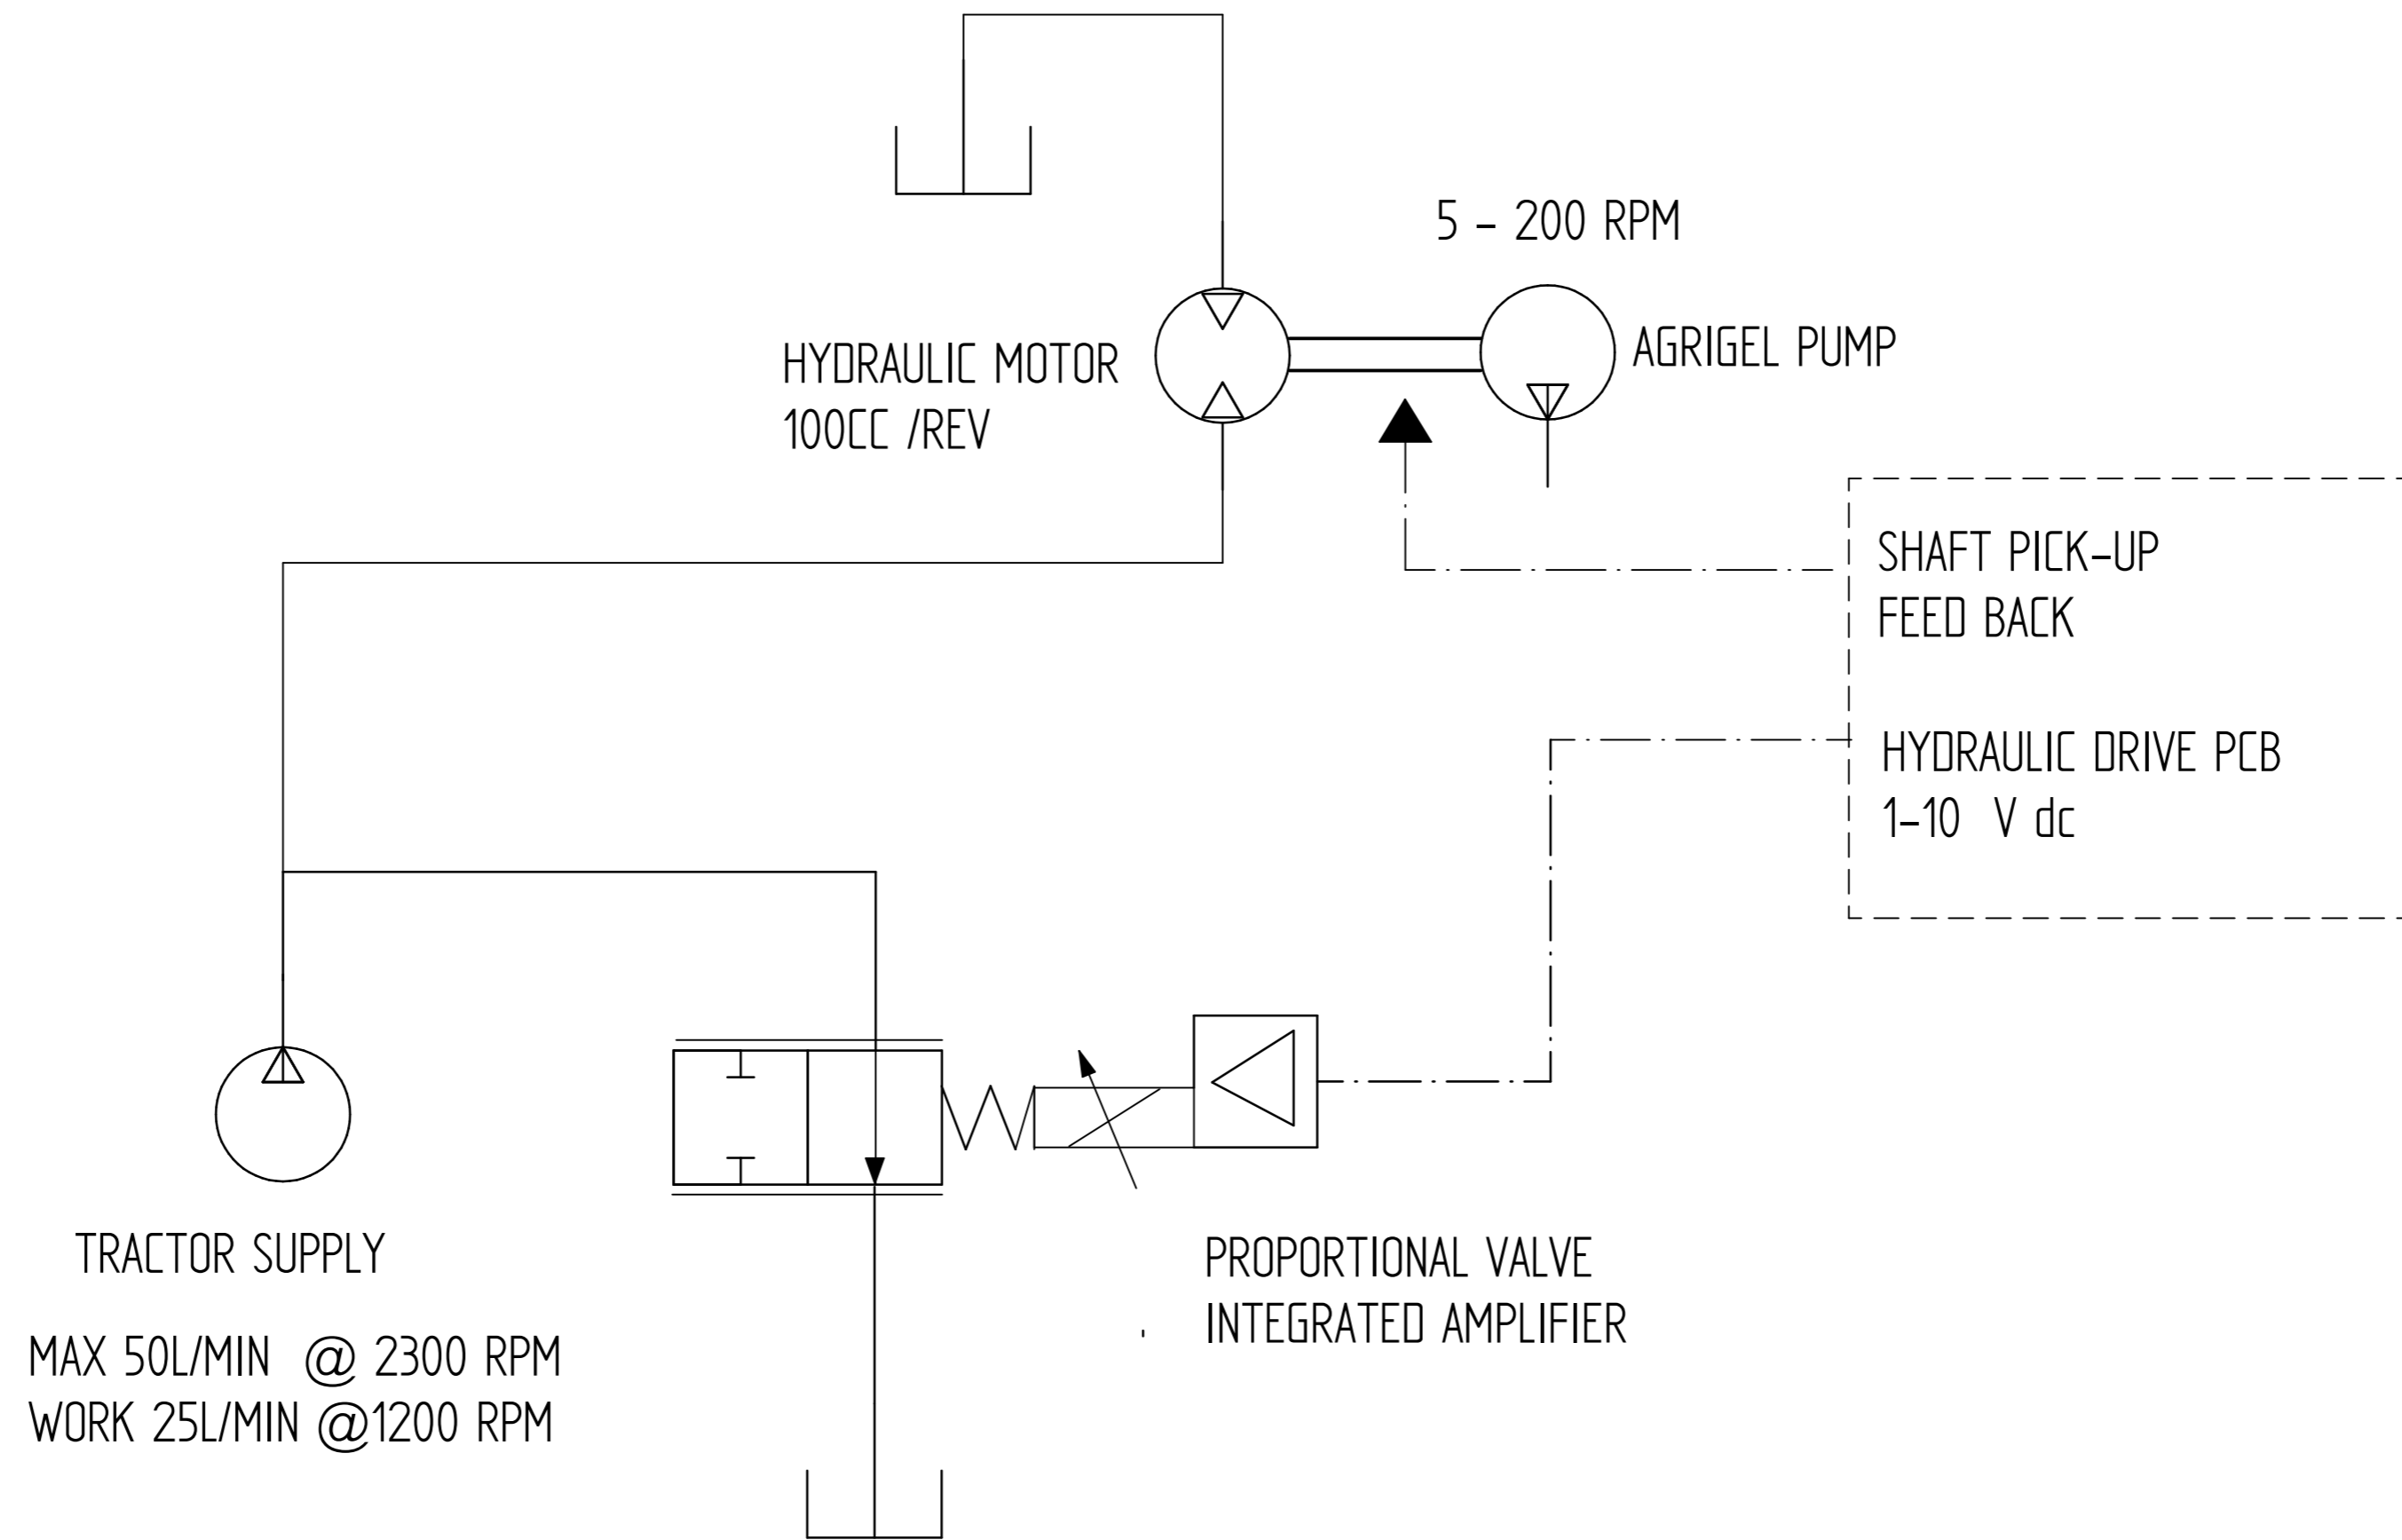 5 - 200 RPM
HYDRAULIC MOTOR
100CC /REV
AGRIGEL PUMP
SHAFT PICK-UP
FEED BACK
HYDRAULIC DRIVE PCB
1-10 V dc
TRACTOR SUPPLY
MAX 50L/MIN @ 2300 RPM
WORK 25L/MIN @1200 RPM
PROPORTIONAL VALVE
INTEGRATED AMPLIFIER